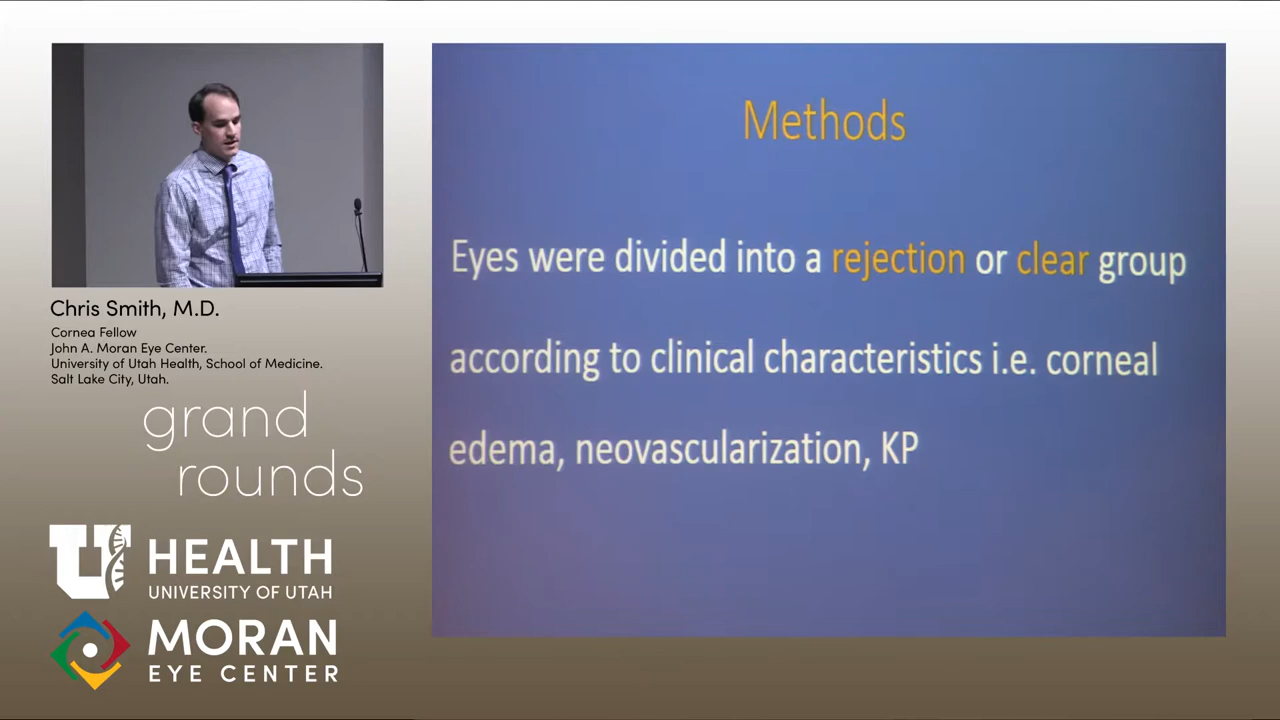 Chris Smith, M.D.
Cornea Fellow
John A. Moran Eye Center.
University of Utah Health, School of Medicine.
Salt Lake City, Utah.
grand
rounds
U HEALTH
UNIVERSITY OF UTAH
MORAN
EYE CENTER
Methods
Eyes were divided into a rejection or clear group
according to clinical characteristics i.e. corneal
edema, neovascularization, KP